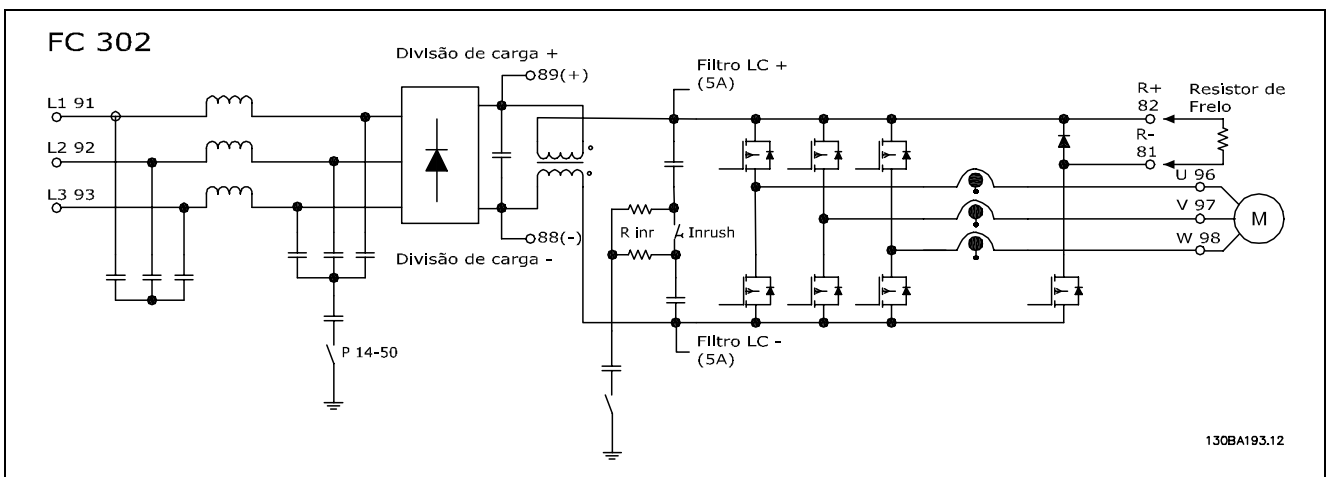 FC 302
Divisão de carga +
89(+)
Filtro LC +
(5A)
R+
82
Resistor de
Freio
R-
81
L1 91
L2 92
L3 93
U 96
V 97
W 98
M
R inr
Inrush
88(-)
Divisão de carga -
P 14-50
Filtro LC -
(5A)
130BA193.12